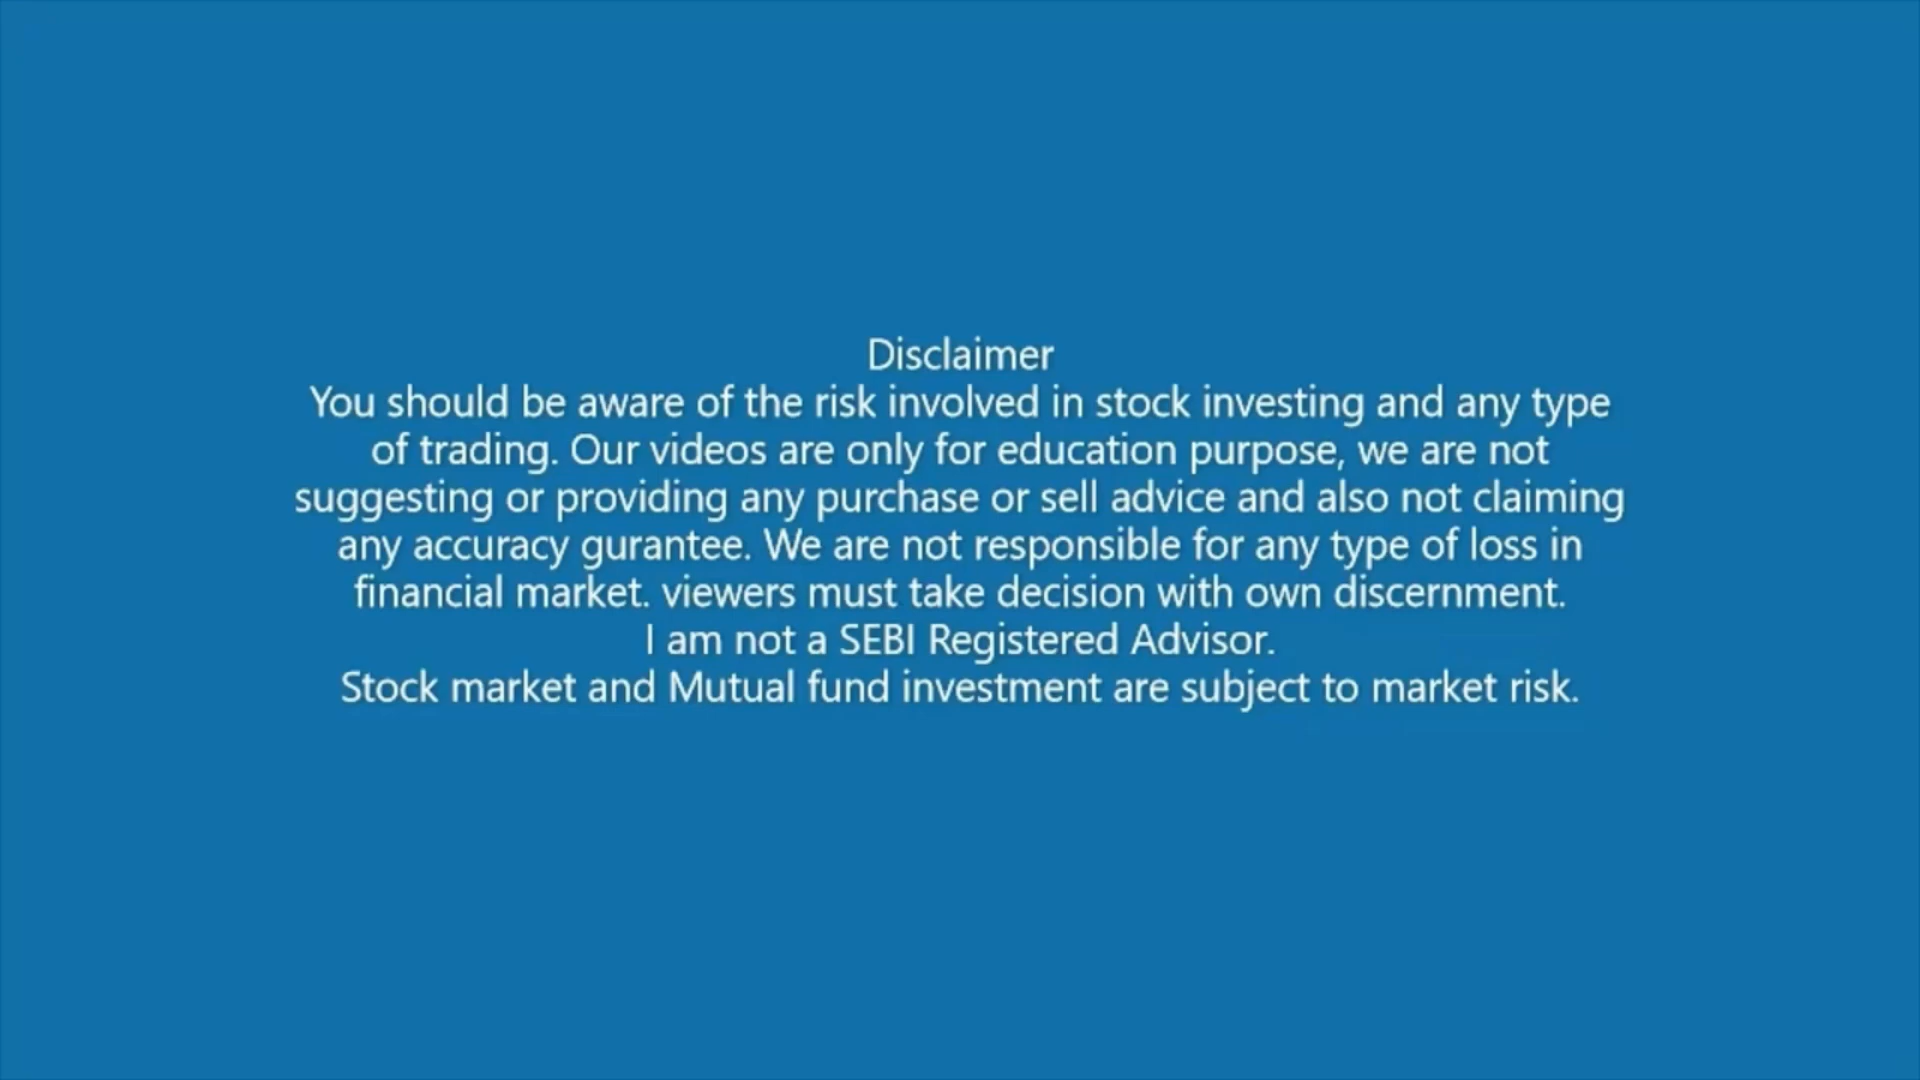 Disclaimer
You should be aware of the risk involved in stock investing and any type
of trading. Our videos are only for education purpose, we are not
suggesting or providing any purchase or sell advice and also not claiming
any accuracy gurantee. We are not responsible for any type of loss in
financial market. viewers must take decision with own discernment.
I am not a SEBI Registered Advisor.
Stock market and Mutual fund investment are subject to market risk.